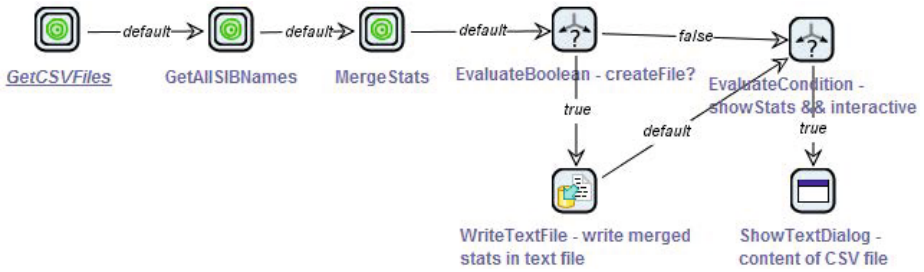 default
default
default
false
GetCSVFiles
GetAllSIBNames
MergeStats
EvaluateBoolean - createFile?
EvaluateCondition -
showStats && interactive
true
default
true
WriteTextFile - write merged
stats in text file
ShowTextDialog -
content of CSV file